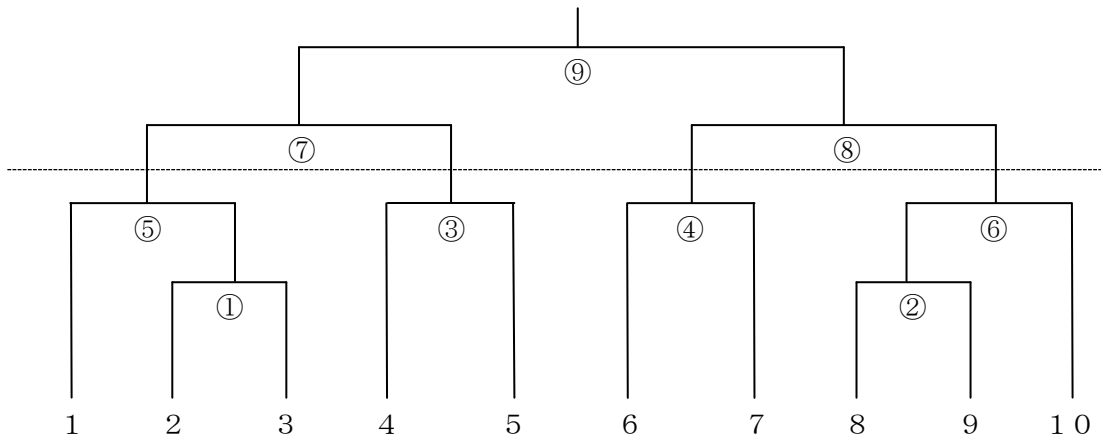 ⑨
⑦ ⑧
⑤ ③ ④ ⑥
① ②
１ ２ ３ ４ ５ ６ ７ ８ ９ １０